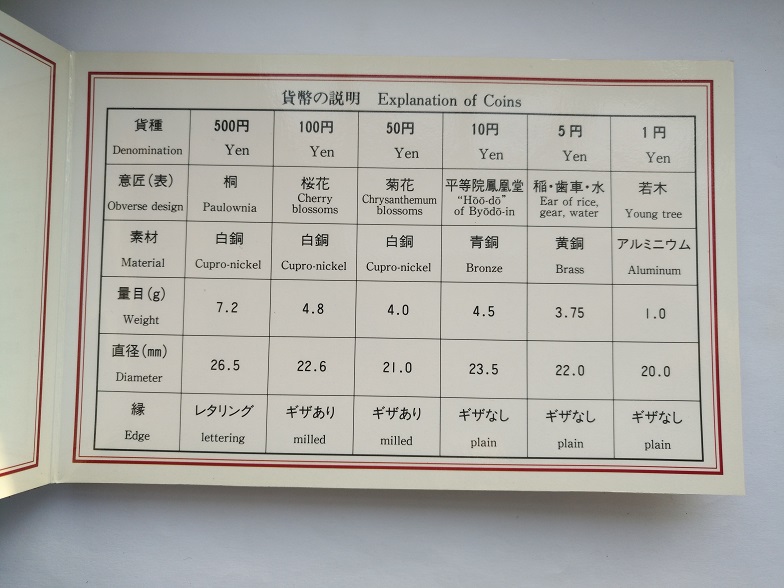 貨幣の説明 Explanation of Coins
貨種 500円 100円 50円 10円 5円 1円
Denomination Yen Yen Yen Yen Yen Yen
意匠(表) 桐 桜花 菊花 平等院鳳凰堂 稲・歯車・水 若木
Obverse design Paulownia Cherry blossoms Chrysanthemum blossoms "Hōō-dō" of Byōdō-in Ear of rice, gear, water Young tree
素材 白銅 白銅 白銅 青銅 黄銅 アルミニウム
Material Cupro-nickel Cupro-nickel Cupro-nickel Bronze Brass Aluminum
量目(g) 7.2 4.8 4.0 4.5 3.75 1.0
Weight
直径(mm) 26.5 22.6 21.0 23.5 22.0 20.0
Diameter
縁 レタリング ギザあり ギザあり ギザなし ギザなし ギザなし
Edge lettering milled milled plain plain plain